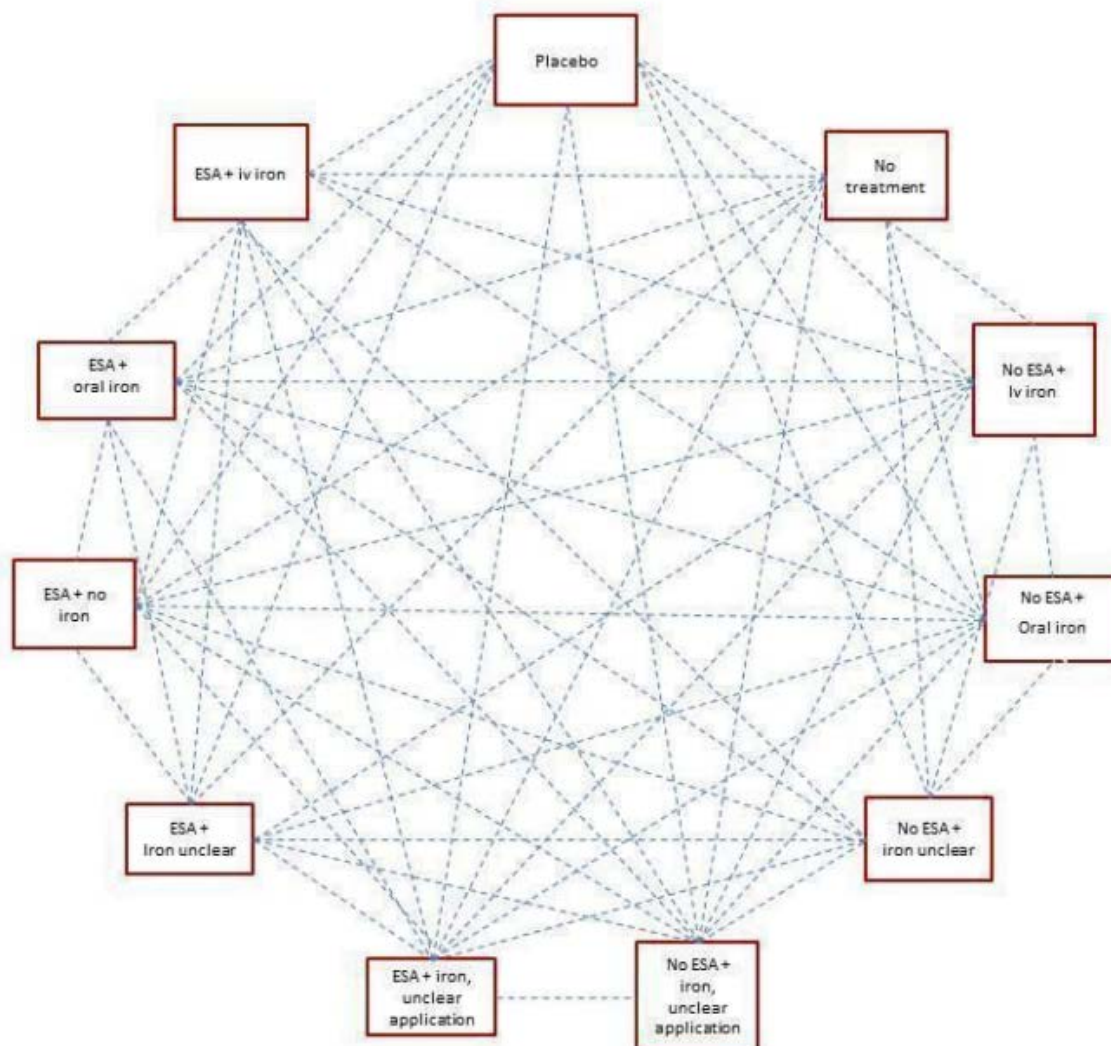 Placebo
ESA + iv iron
No
treatment
ESA +
oral iron
No ESA +
Iv iron
ESA + no
iron
No ESA +
Oral iron
ESA +
Iron unclear
No ESA +
iron unclear
ESA + iron,
unclear
application
No ESA +
iron,
unclear
application